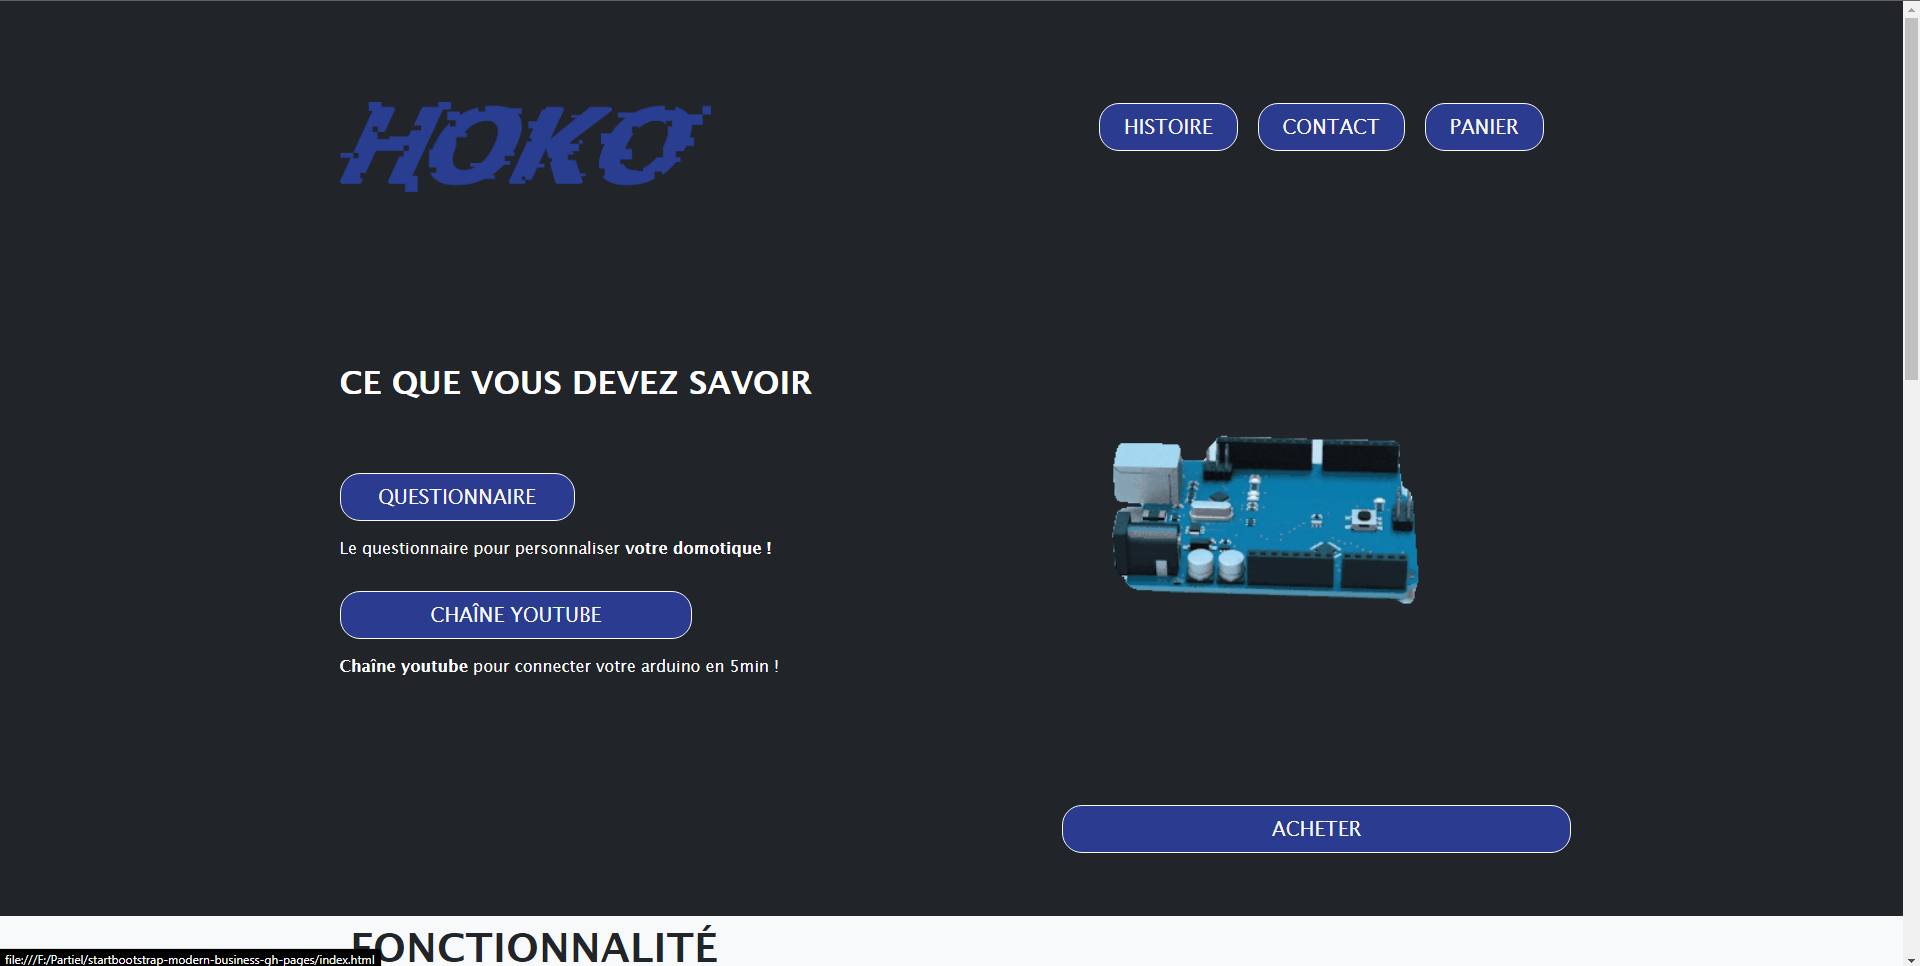 HOKO
HISTOIRE CONTACT PANIER
CE QUE VOUS DEVEZ SAVOIR
QUESTIONNAIRE
Le questionnaire pour personnaliser votre domotique !
CHAÎNE YOUTUBE
Chaîne youtube pour connecter votre arduino en 5min !
ACHETER
FONCTIONNALITÉ
file:///F:/Partiel/startbootstrap-modern-business-gh-pages/index.html